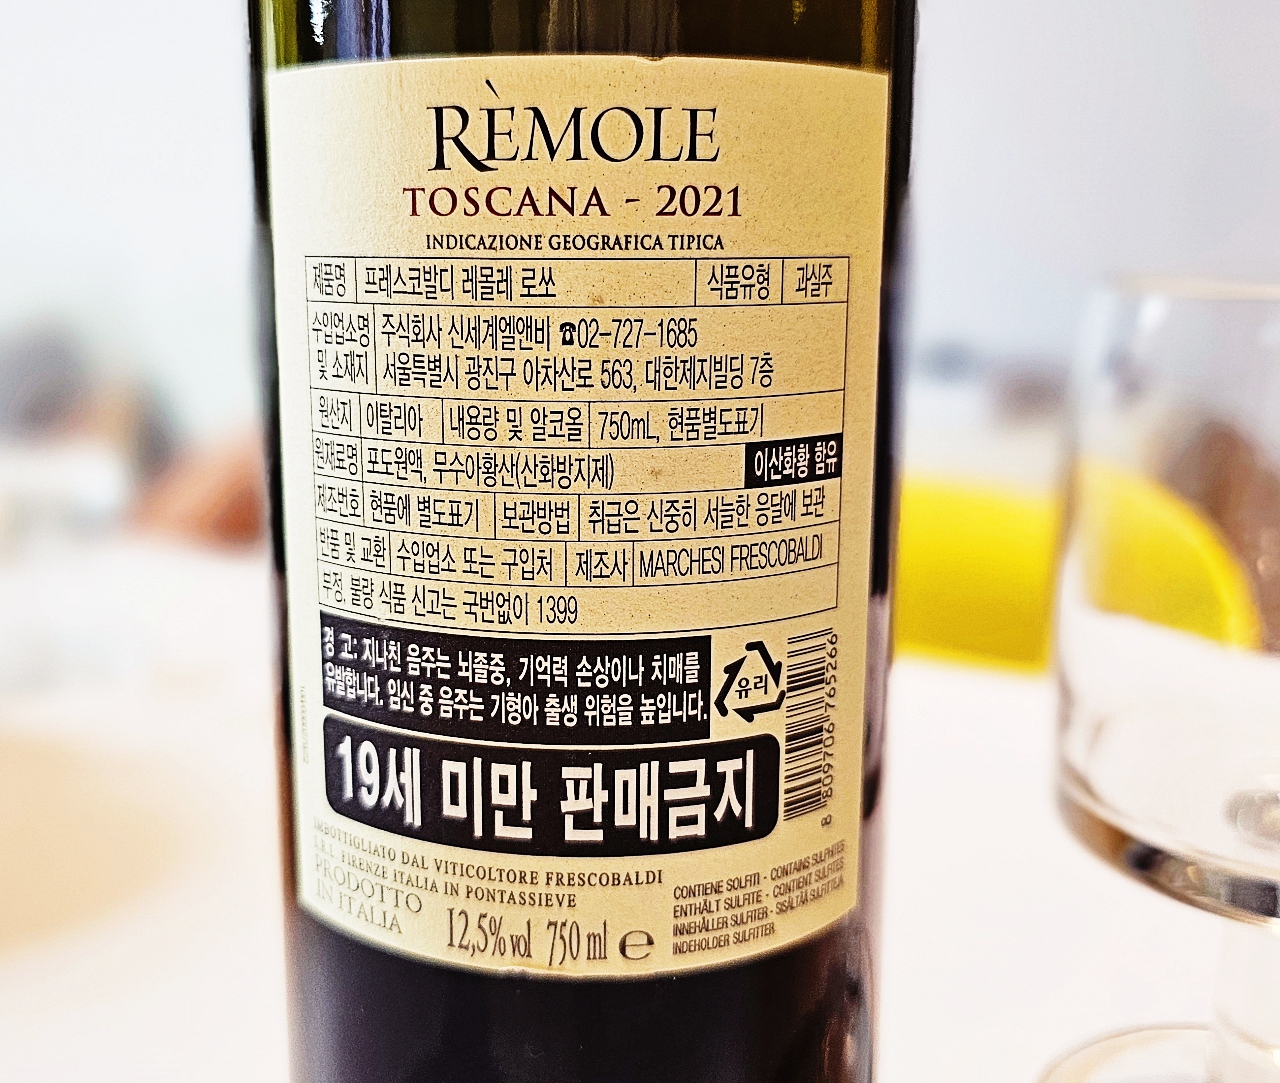 RÈMOLE
TOSCANA - 2021
INDICAZIONE GEOGRAFICA TIPICA
제품명 프레스코발디 레몰레 로쏘 식품유형 과실주
수입업소명 주식회사 신세계엘앤비 ☎02-727-1685
및 소재지 서울특별시 광진구 아차산로 563, 대한제지빌딩 7층
원산지 이탈리아 내용량 및 알코올 750mL, 현품별도표기
원재료명 포도원액, 무수아황산(산화방지제) 이산화황 함유
제조번호 현품에 별도표기 보관방법 취급은 신중히 서늘한 응달에 보관
반품 및 교환 수입업소 또는 구입처 제조사 MARCHESI FRESCOBALDI
부정, 불량 식품 신고는 국번없이 1399
경 고: 지나친 음주는 뇌졸중, 기억력 손상이나 치매를
유발합니다. 임신 중 음주는 기형아 출생 위험을 높입니다.
유리
8 809706 765266
19세 미만 판매금지
IMBOTTIGLIATO DAL VITICOLTORE FRESCOBALDI
S.R.L. FIRENZE ITALIA IN PONTASSIEVE
PRODOTTO
IN ITALIA
12,5% vol 750 ml ℮
CONTIENE SOLFITI - CONTAINS SULPHITES
ENTHÄLT SULFITE - CONTIENT SULFITES
INNEHÅLLER SULFITER - SISÄLTÄÄ SULFIITTEJA
INDEHOLDER SULFITTER